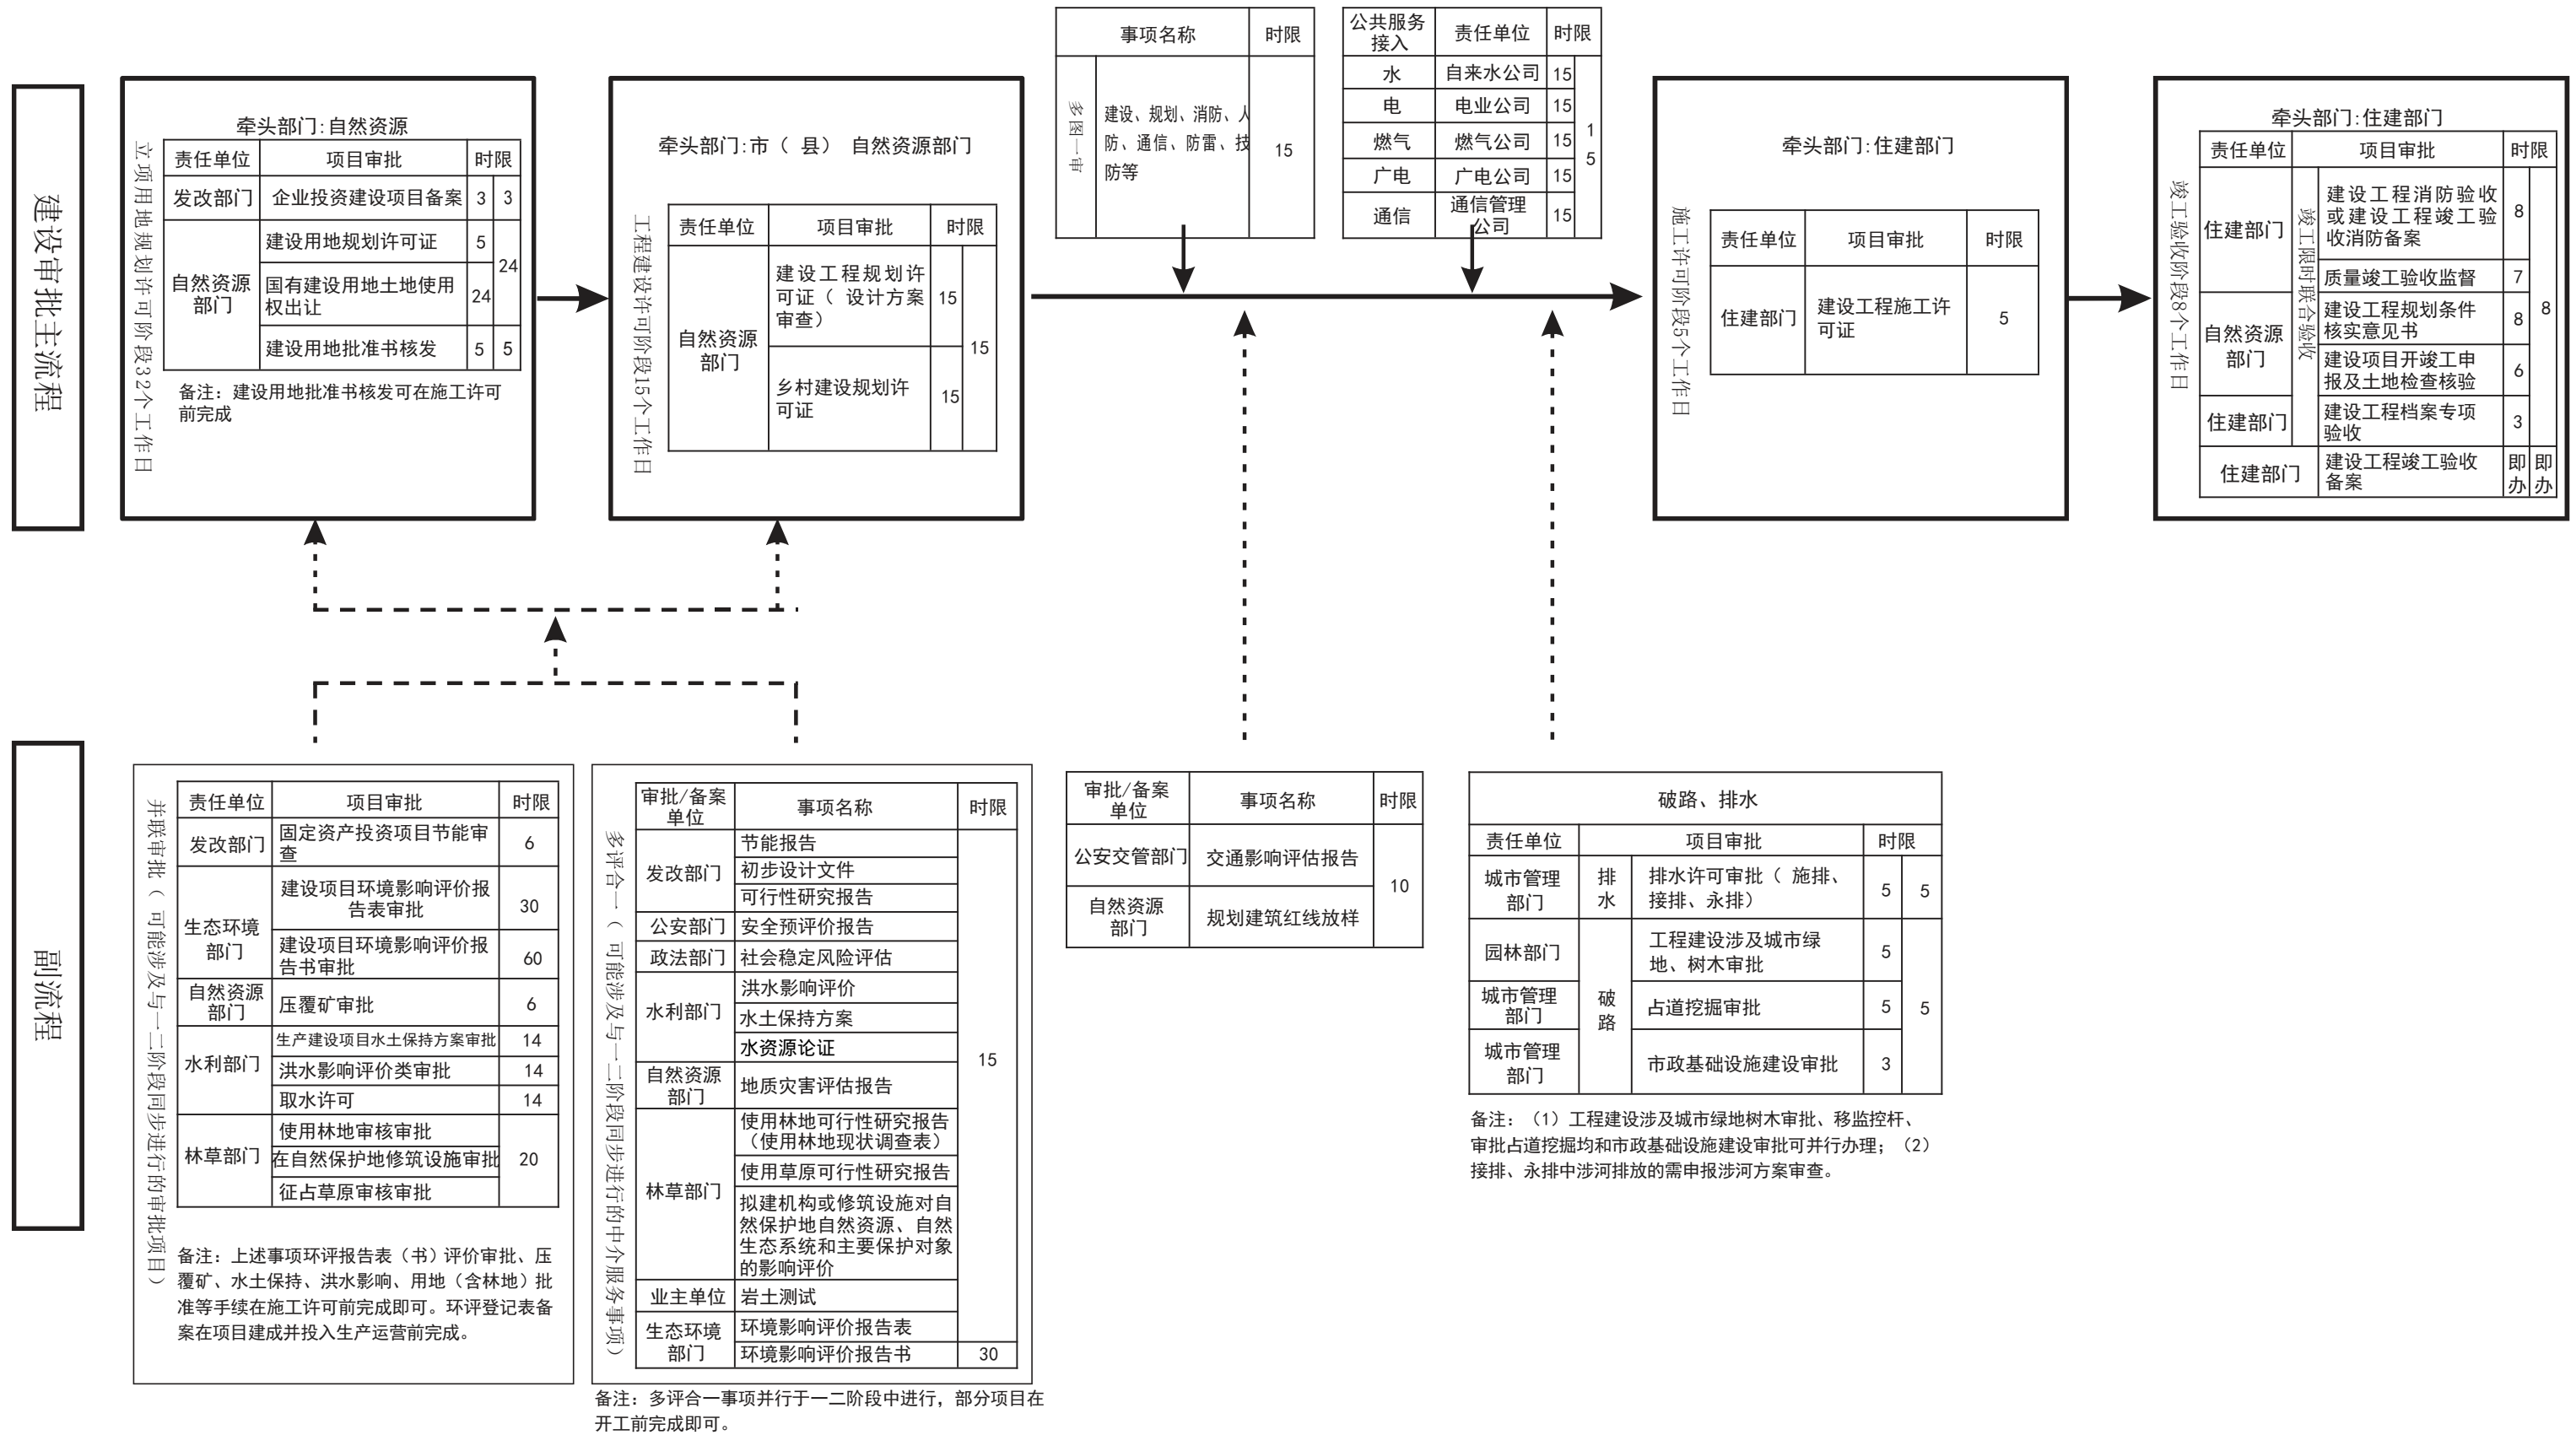 建设审批主流程
立项用地规划许可阶段32个工作日
牵头部门:自然资源
责任单位 项目审批 时限
发改部门 企业投资建设项目备案 3 3
自然资源
部门
建设用地规划许可证 5
国有建设用地土地使用
权出让
24
24
建设用地批准书核发 5 5
备注：建设用地批准书核发可在施工许可
前完成
工程建设许可阶段15个工作日
牵头部门:市（ 县） 自然资源部门
责任单位 项目审批 时限
自然资源
部门
建设工程规划许
可证（ 设计方案
审查）
15
乡村建设规划许
可证
15
15
事项名称 时限
多图一审
建设、规划、消防、人
防、通信、防雷、技
防等
15
公共服务
接入
责任单位 时限
水 自来水公司 15
电 电业公司 15
燃气 燃气公司 15
广电 广电公司 15
通信 通信管理
公司
15
1
5
施工许可阶段5个工作日
牵头部门:住建部门
责任单位 项目审批 时限
住建部门 建设工程施工许
可证
5
竣工验收阶段8个工作日
牵头部门:住建部门
责任单位 项目审批 时限
住建部门
竣工限时联合验收
建设工程消防验收
或建设工程竣工验
收消防备案
8
质量竣工验收监督 7
自然资源
部门
建设工程规划条件
核实意见书
8
建设项目开竣工申
报及土地检查核验
6
8
住建部门 建设工程档案专项
验收
3
住建部门 建设工程竣工验收
备案
即
办
即
办
副流程
并联审批（ 可能涉及与一二阶段同步进行的审批项目）
责任单位 项目审批 时限
发改部门 固定资产投资项目节能审
查
6
生态环境
部门
建设项目环境影响评价报
告表审批
30
建设项目环境影响评价报
告书审批
60
自然资源
部门
压覆矿审批 6
水利部门
生产建设项目水土保持方案审批 14
洪水影响评价类审批 14
取水许可 14
林草部门
使用林地审核审批
在自然保护地修筑设施审批
征占草原审核审批
20
备注：上述事项环评报告表（书）评价审批、压
覆矿、水土保持、洪水影响、用地（含林地）批
准等手续在施工许可前完成即可。环评登记表备
案在项目建成并投入生产运营前完成。
多评合一（ 可能涉及与一二阶段同步进行的中介服务事项）
审批/备案
单位
事项名称 时限
发改部门
节能报告
初步设计文件
可行性研究报告
公安部门 安全预评价报告
政法部门 社会稳定风险评估
水利部门
洪水影响评价
水土保持方案
水资源论证
15
自然资源
部门
地质灾害评估报告
林草部门
使用林地可行性研究报告
（使用林地现状调查表）
使用草原可行性研究报告
拟建机构或修筑设施对自
然保护地自然资源、自然
生态系统和主要保护对象
的影响评价
业主单位 岩土测试
生态环境
部门
环境影响评价报告表
环境影响评价报告书 30
备注：多评合一事项并行于一二阶段中进行，部分项目在
开工前完成即可。
审批/备案
单位
事项名称 时限
公安交管部门 交通影响评估报告
自然资源
部门
规划建筑红线放样
10
破路、排水
责任单位 项目审批 时限
城市管理
部门
排
水
排水许可审批（ 施排、
接排、永排）
5 5
园林部门
破
路
工程建设涉及城市绿
地、树木审批
5
城市管理
部门
占道挖掘审批 5
5
城市管理
部门
市政基础设施建设审批 3
备注：（1）工程建设涉及城市绿地树木审批、移监控杆、
审批占道挖掘均和市政基础设施建设审批可并行办理；（2）
接排、永排中涉河排放的需申报涉河方案审查。